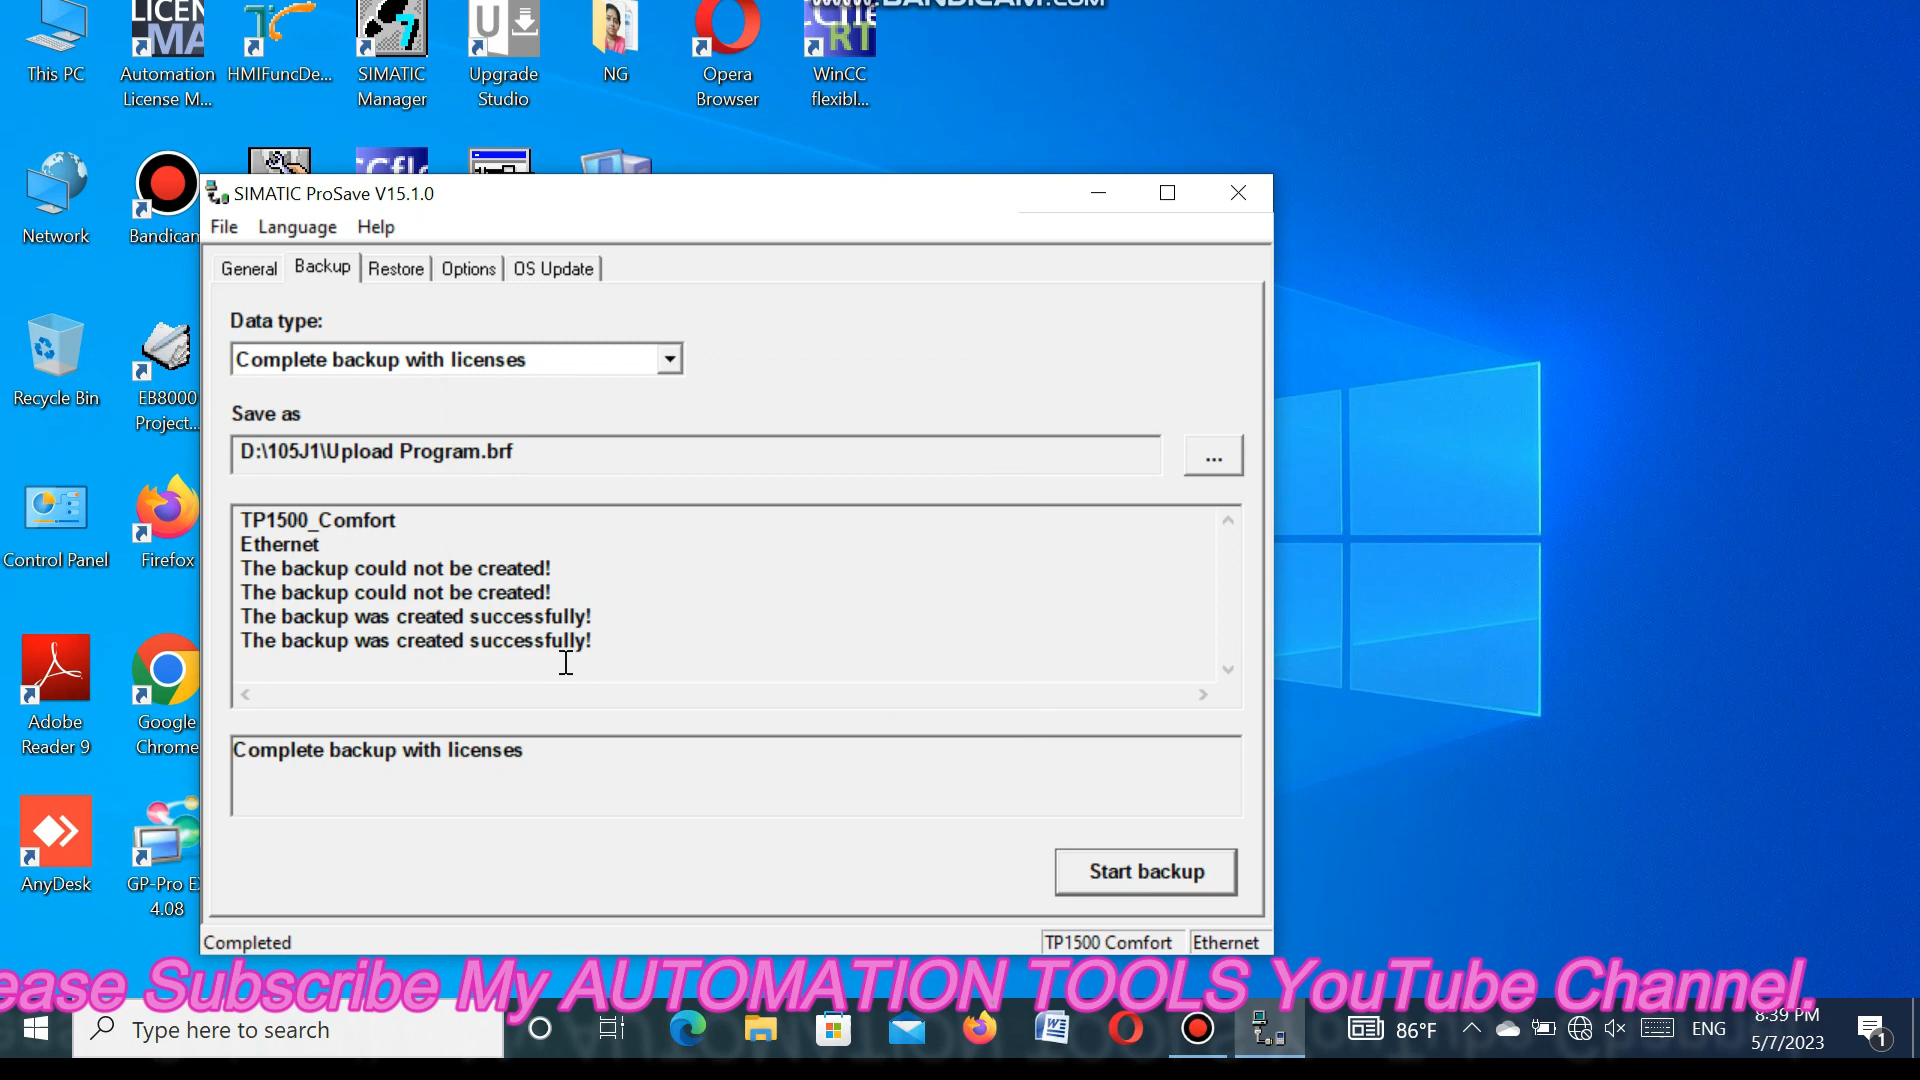 www.BANDICAM.com
This PC
Automation
License M...
HMIFuncDe...
SIMATIC
Manager
Upgrade
Studio
NG
Opera
Browser
WinCC
flexibl...
Network
Bandicam
Recycle Bin
EB8000
Project...
Control Panel
Firefox
Adobe
Reader 9
Google
Chrome
AnyDesk
GP-Pro E
4.08
SIMATIC ProSave V15.1.0
File Language Help
General Backup Restore Options OS Update
Data type:
Complete backup with licenses
Save as
D:\105J1\Upload Program.brf
...
TP1500_Comfort
Ethernet
The backup could not be created!
The backup could not be created!
The backup was created successfully!
The backup was created successfully!
Complete backup with licenses
Start backup
Completed
TP1500 Comfort Ethernet
ease Subscribe My AUTOMATION TOOLS YouTube Channel.
Type here to search
86°F
ENG
8:39 PM
5/7/2023
1